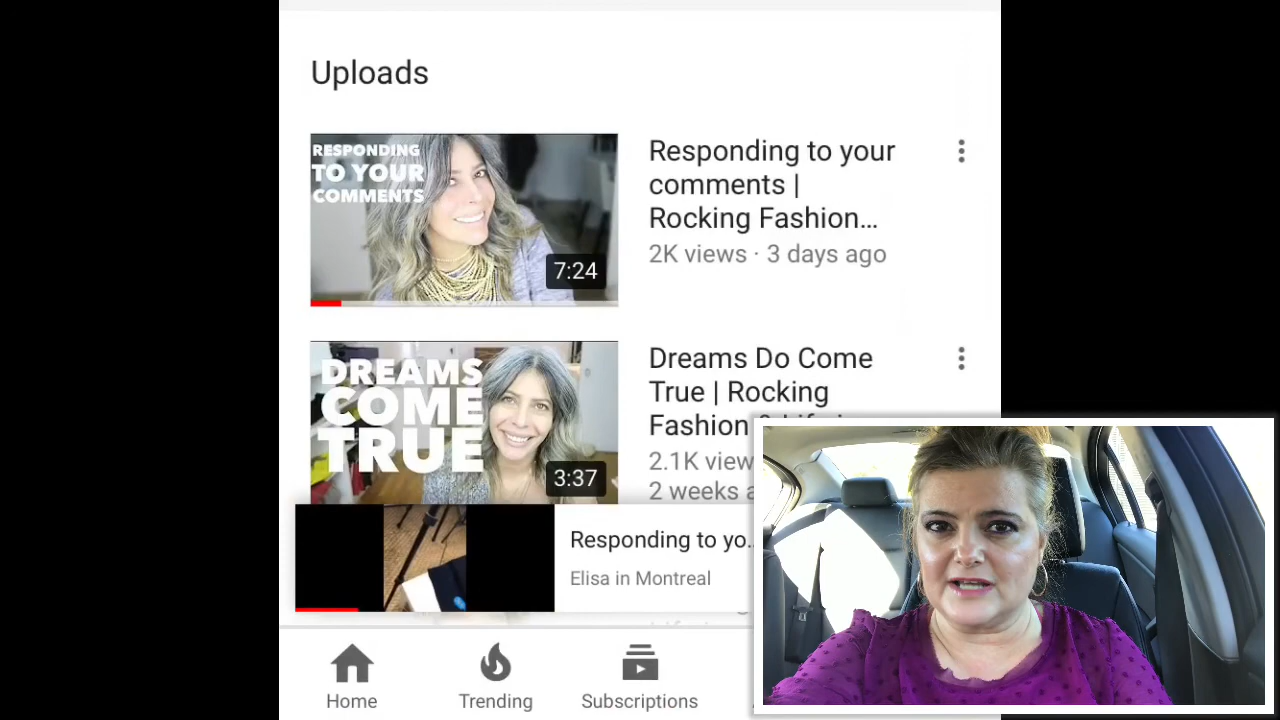 Uploads
RESPONDING
TO YOUR
COMMENTS
7:24
Responding to your
comments |
Rocking Fashion...
2K views · 3 days ago
DREAMS
COME
TRUE
3:37
Dreams Do Come
True | Rocking
Fashion
2.1K view
2 weeks
Responding to yo..
Elisa in Montreal
Home
Trending
Subscriptions